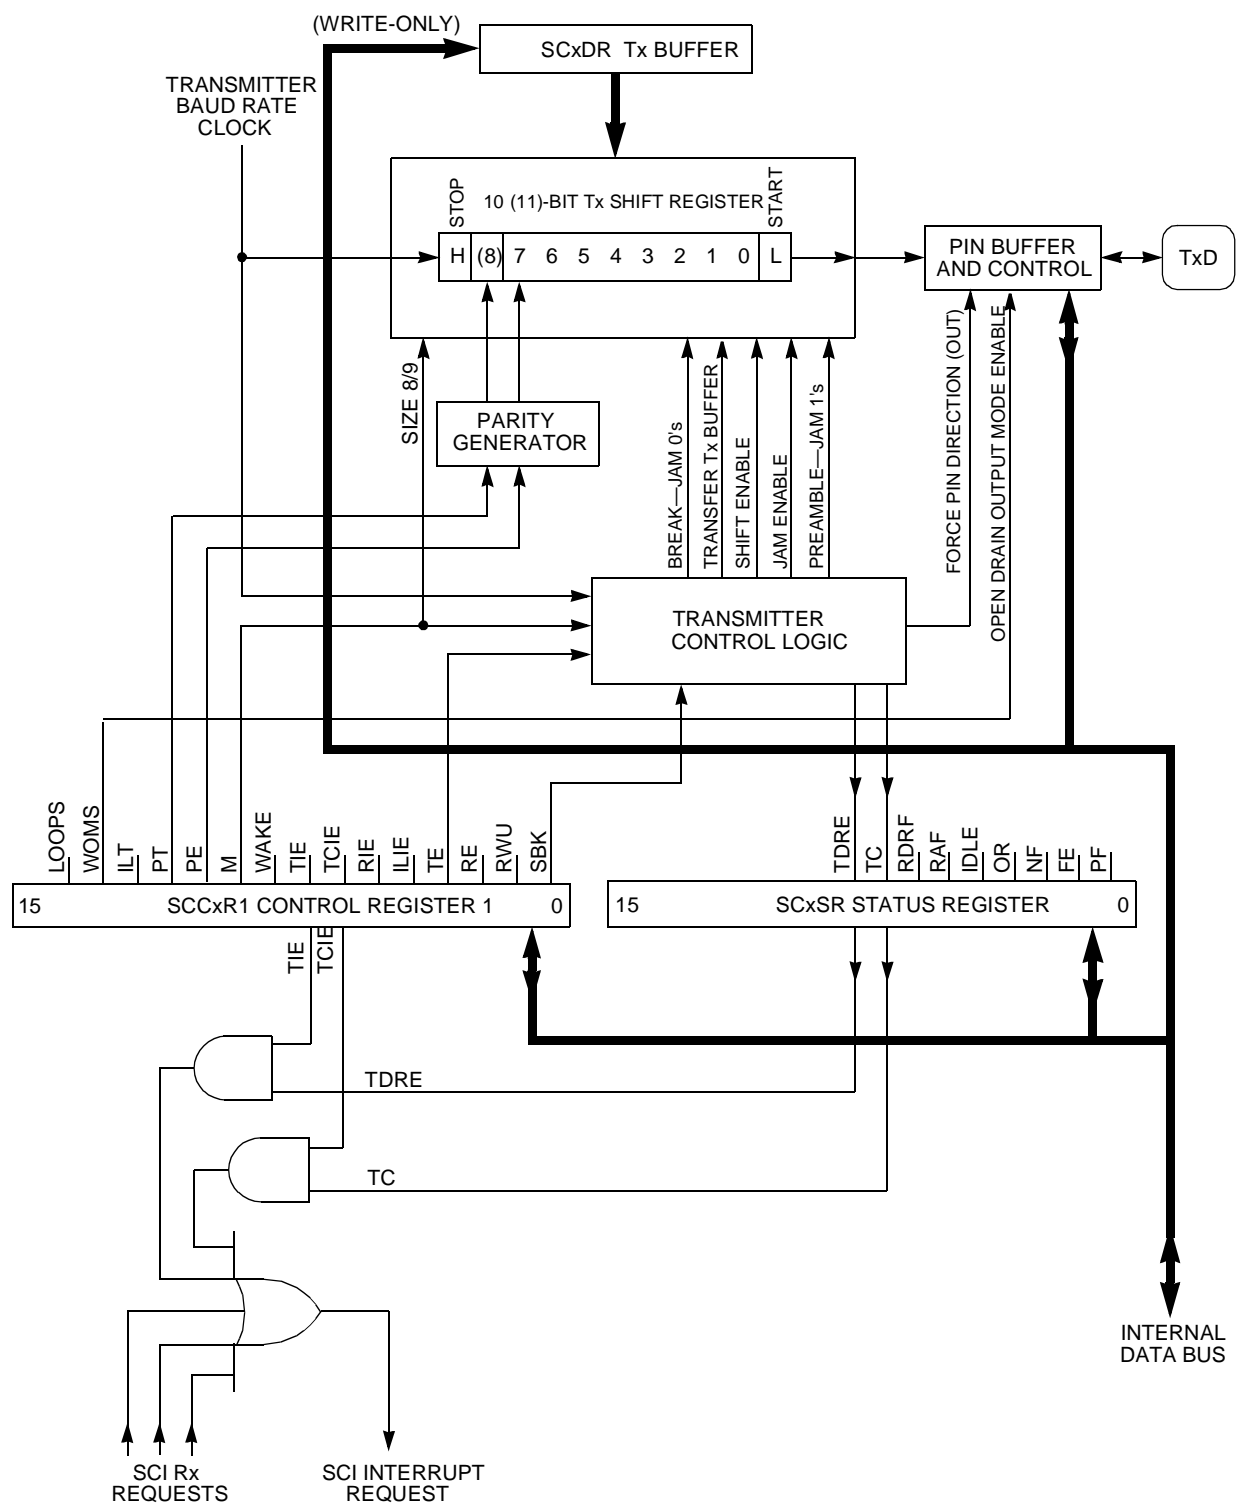 (WRITE-ONLY)
SCxDR Tx BUFFER
TRANSMITTER
BAUD RATE
CLOCK
STOP
10 (11)-BIT Tx SHIFT REGISTER
START
H (8) 7 6 5 4 3 2 1 0 L
PIN BUFFER
AND CONTROL
TxD
SIZE 8/9
PARITY
GENERATOR
BREAK—JAM 0's
TRANSFER Tx BUFFER
SHIFT ENABLE
JAM ENABLE
PREAMBLE—JAM 1's
FORCE PIN DIRECTION (OUT)
OPEN DRAIN OUTPUT MODE ENABLE
TRANSMITTER
CONTROL LOGIC
LOOPS
WOMS
ILT
PT
PE
M
WAKE
TIE
TCIE
RIE
ILIE
TE
RE
RWU
SBK
TDRE
TC
RDRF
RAF
IDLE
OR
NF
FE
PF
15 SCCxR1 CONTROL REGISTER 1 0
15 SCxSR STATUS REGISTER 0
TIE
TCIE
TDRE
TC
INTERNAL
DATA BUS
SCI Rx
REQUESTS
SCI INTERRUPT
REQUEST